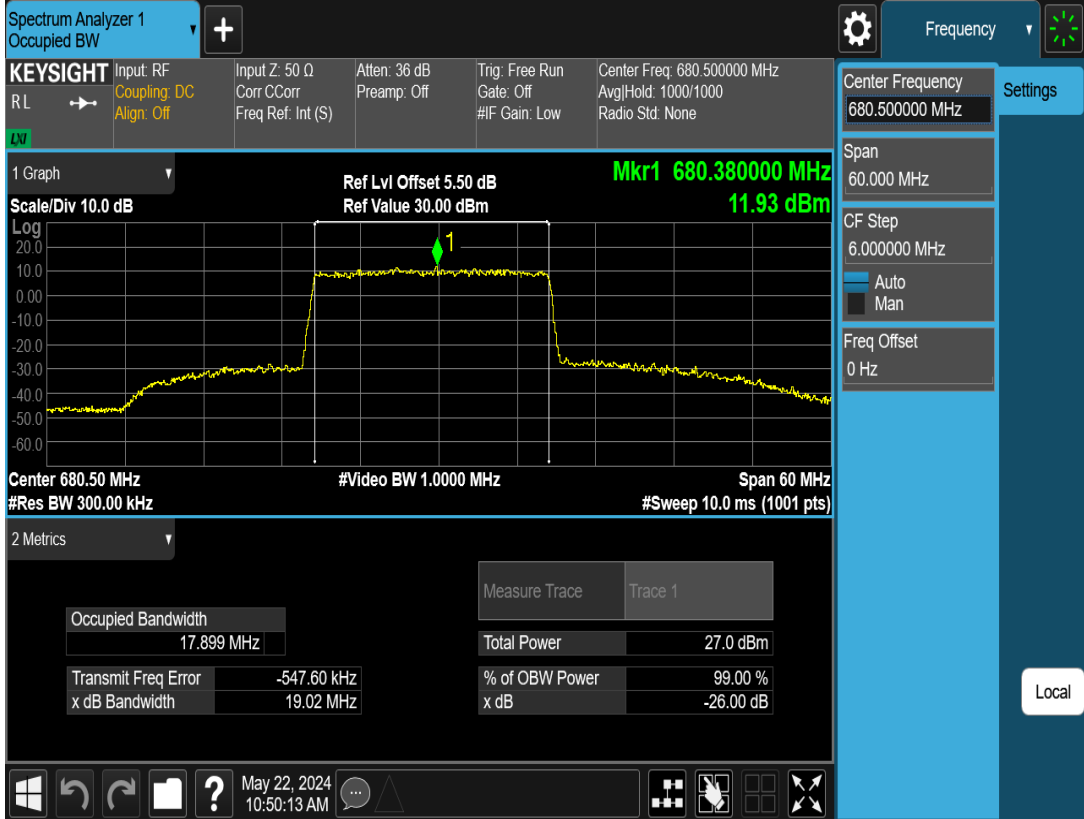 Spectrum Analyzer 1
Occupied BW
▼
+
Frequency
▼
KEYSIGHT
R L
LXI
Input: RF
Coupling: DC
Align: Off
Input Z: 50 Ω
Corr CCorr
Freq Ref: Int (S)
Atten: 36 dB
Preamp: Off
Trig: Free Run
Gate: Off
#IF Gain: Low
Center Freq: 680.500000 MHz
Avg|Hold: 1000/1000
Radio Std: None
Center Frequency
680.500000 MHz
Settings
Span
60.000 MHz
CF Step
6.000000 MHz
Auto
Man
Freq Offset
0 Hz
Local
1 Graph
▼
Scale/Div 10.0 dB
Ref Lvl Offset 5.50 dB
Ref Value 30.00 dBm
Mkr1 680.380000 MHz
11.93 dBm
Log
20.0
10.0
0.00
-10.0
-20.0
-30.0
-40.0
-50.0
-60.0
1
Center 680.50 MHz
#Res BW 300.00 kHz
#Video BW 1.0000 MHz
Span 60 MHz
#Sweep 10.0 ms (1001 pts)
2 Metrics
▼
Measure Trace Trace 1
Occupied Bandwidth
17.899 MHz
Total Power 27.0 dBm
Transmit Freq Error -547.60 kHz
% of OBW Power 99.00 %
x dB Bandwidth 19.02 MHz
x dB -26.00 dB
?
May 22, 2024
10:50:13 AM